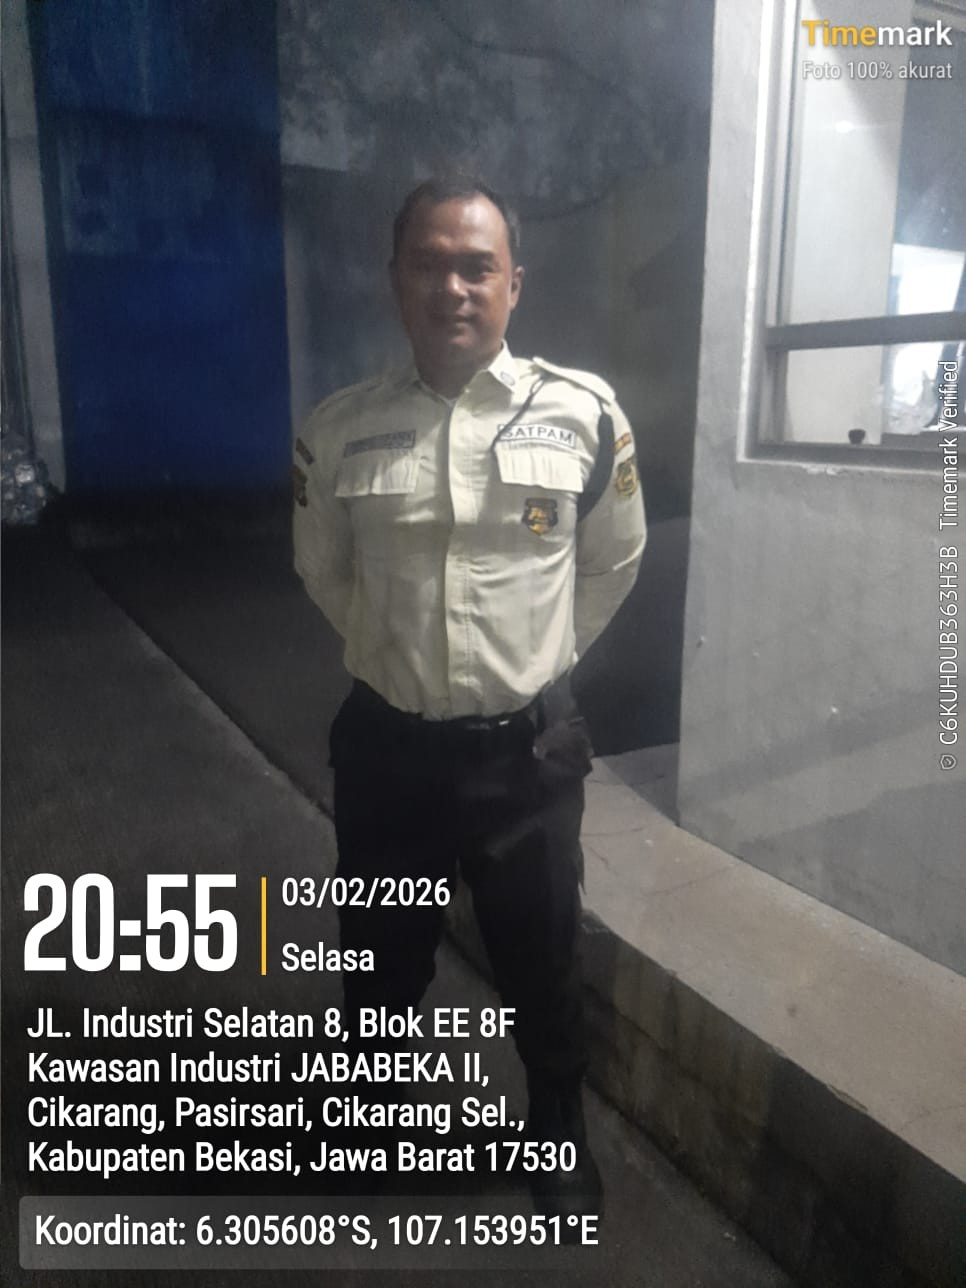 Timemark
Foto 100% akurat
SATPAM
20:55
03/02/2026
Selasa
JL. Industri Selatan 8, Blok EE 8F
Kawasan Industri JABABEKA II,
Cikarang, Pasirsari, Cikarang Sel.,
Kabupaten Bekasi, Jawa Barat 17530
Koordinat: 6.305608°S, 107.153951°E
C6KUHDUB363H3B Timemark Verified